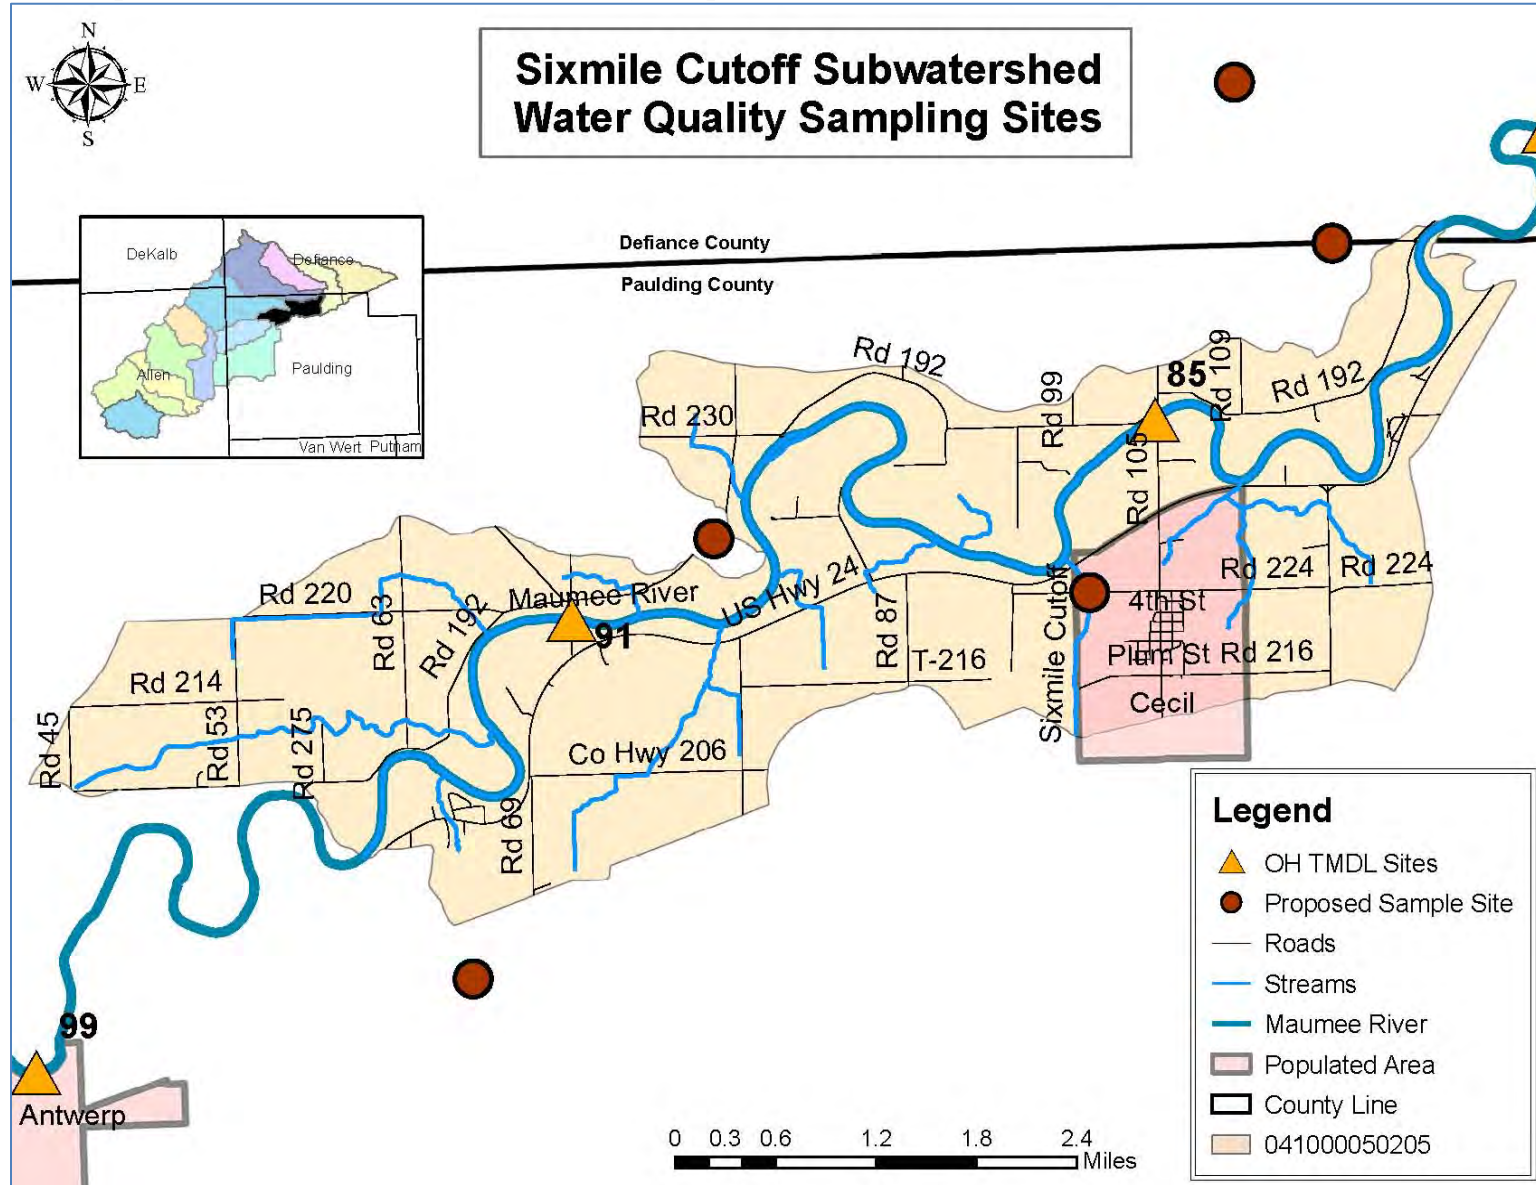 N
W E
S
Sixmile Cutoff Subwatershed
Water Quality Sampling Sites
DeKalb
Defiance
Allen
Paulding
Van Wert Putnam
Defiance County
Paulding County
Rd 192
Rd 109
85
Rd 192
Rd 99
Rd 230
Rd 105
Rd 220
Rd 63
Rd 192
Maumee River
91
US Hwy 24
Rd 87
T-216
Sixmile Cutoff
Rd 224
Rd 224
4th St
Plum St
Rd 216
Cecil
Rd 214
Rd 45
Rd 53
Rd 275
Co Hwy 206
Rd 69
99
Antwerp
Legend
OH TMDL Sites
Proposed Sample Site
Roads
Streams
Maumee River
Populated Area
County Line
041000050205
0 0.3 0.6 1.2 1.8 2.4
Miles